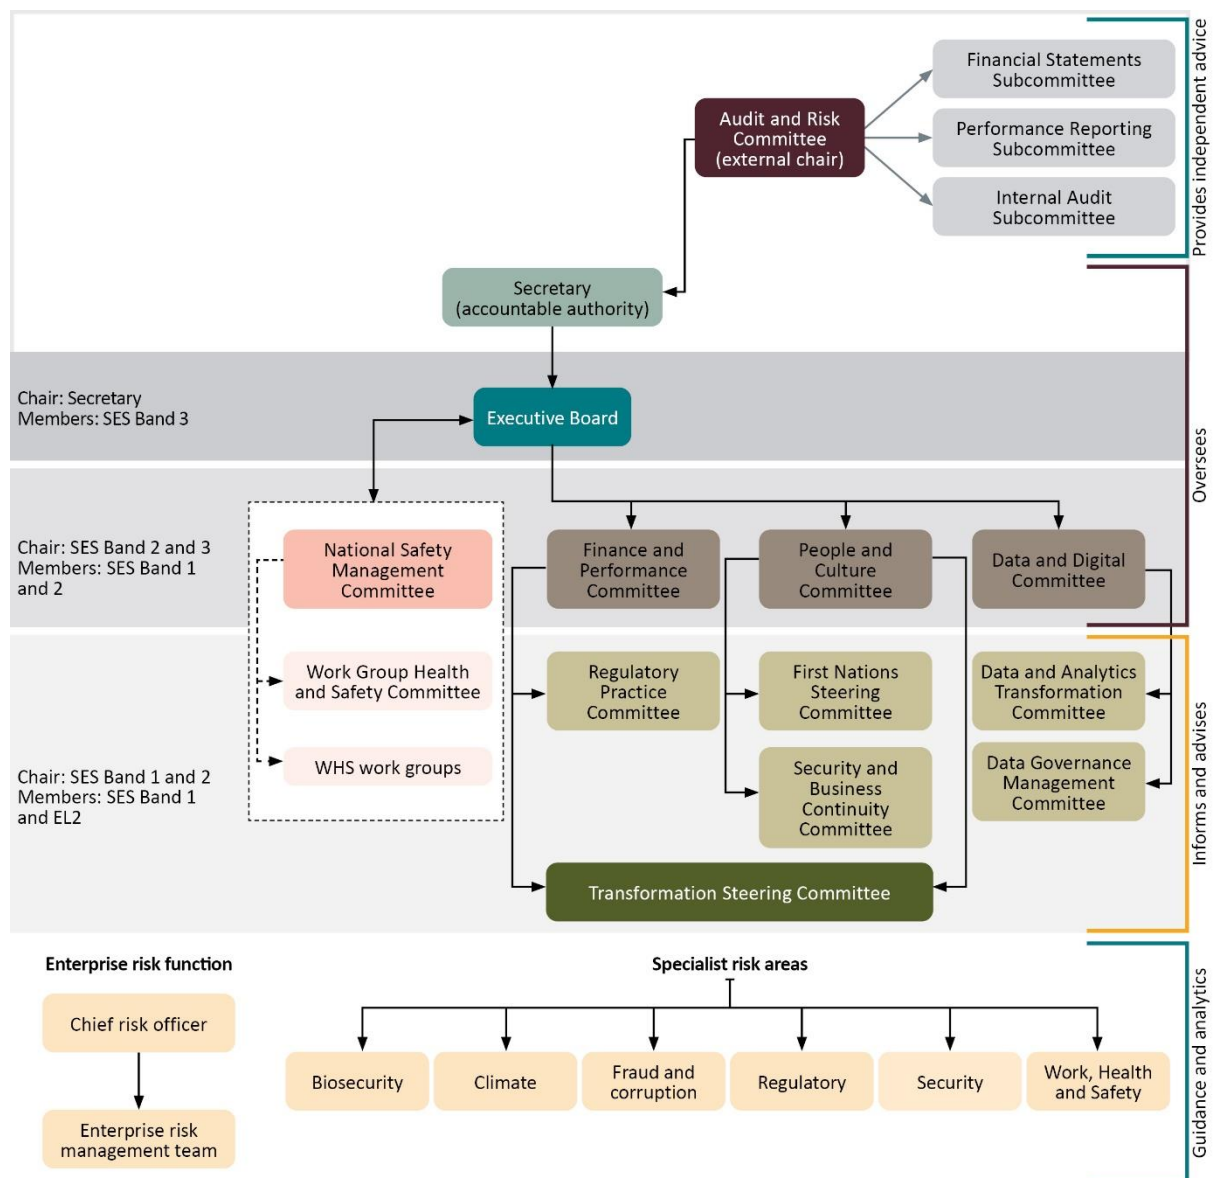 Provides independent advice
Financial Statements
Subcommittee
Audit and Risk
Committee
(external chair)
Performance Reporting
Subcommittee
Internal Audit
Subcommittee
Secretary
(accountable authority)
Oversees
Chair: Secretary
Members: SES Band 3
Executive Board
Chair: SES Band 2 and 3
Members: SES Band 1
and 2
National Safety
Management
Committee
Finance and
Performance
Committee
People and
Culture
Committee
Data and Digital
Committee
Informs and advises
Chair: SES Band 1 and 2
Members: SES Band 1
and EL2
Work Group Health
and Safety Committee
WHS work groups
Regulatory
Practice
Committee
First Nations
Steering
Committee
Data and Analytics
Transformation
Committee
Security and
Business
Continuity
Committee
Data Governance
Management
Committee
Transformation Steering Committee
Guidance and analytics
Enterprise risk function
Chief risk officer
Enterprise risk
management team
Specialist risk areas
Biosecurity
Climate
Fraud and
corruption
Regulatory
Security
Work, Health
and Safety